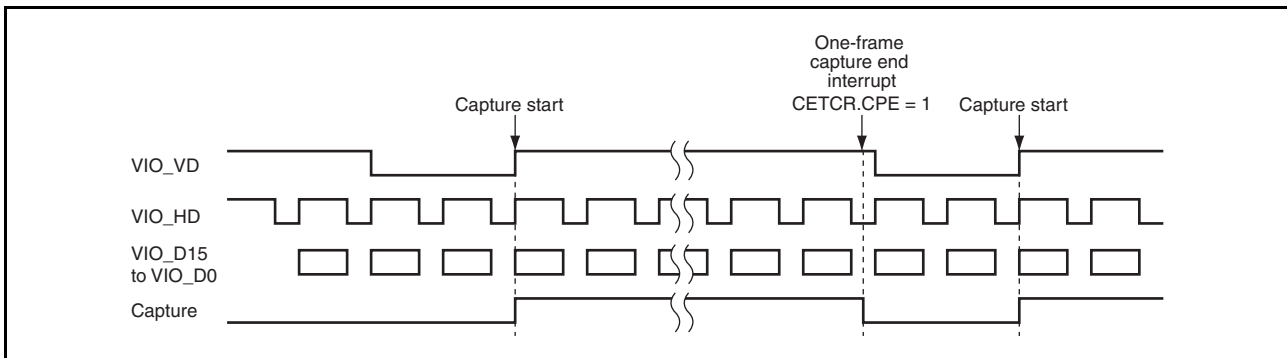 One-frame
capture end
interrupt
Capture start
CETCR.CPE = 1
Capture start
VIO_VD
VIO_HD
VIO_D15
to VIO_D0
Capture